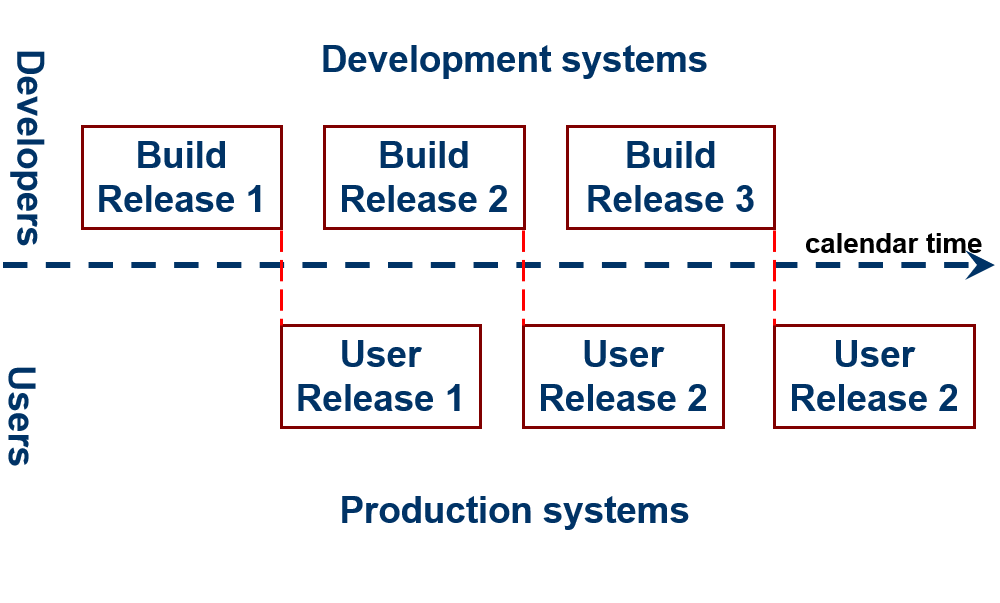 Development systems
Developers
Build
Release 1
Build
Release 2
Build
Release 3
calendar time
Users
User
Release 1
User
Release 2
User
Release 2
Production systems